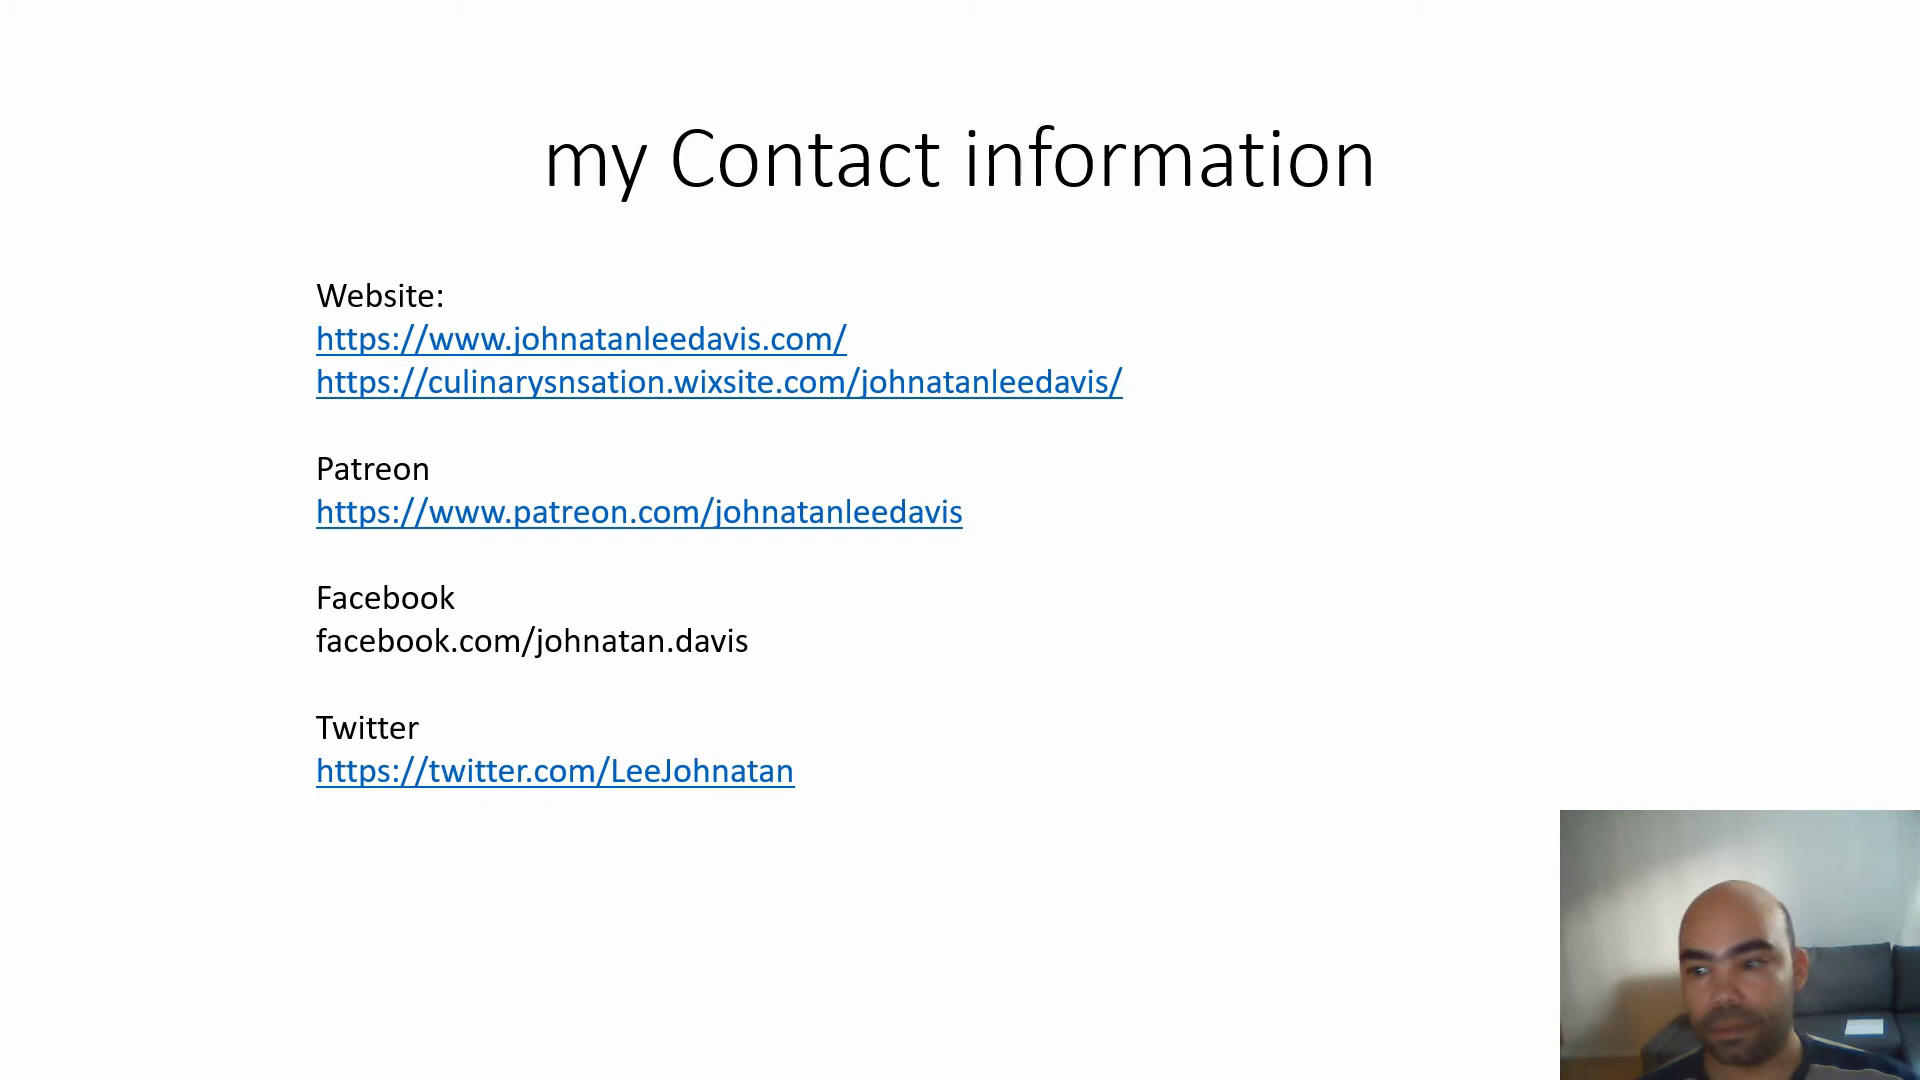 my Contact information
Website:
https://www.johnatanleedavis.com/
https://culinarysnsation.wixsite.com/johnatanleedavis/
Patreon
https://www.patreon.com/johnatanleedavis
Facebook
facebook.com/johnatan.davis
Twitter
https://twitter.com/LeeJohnatan